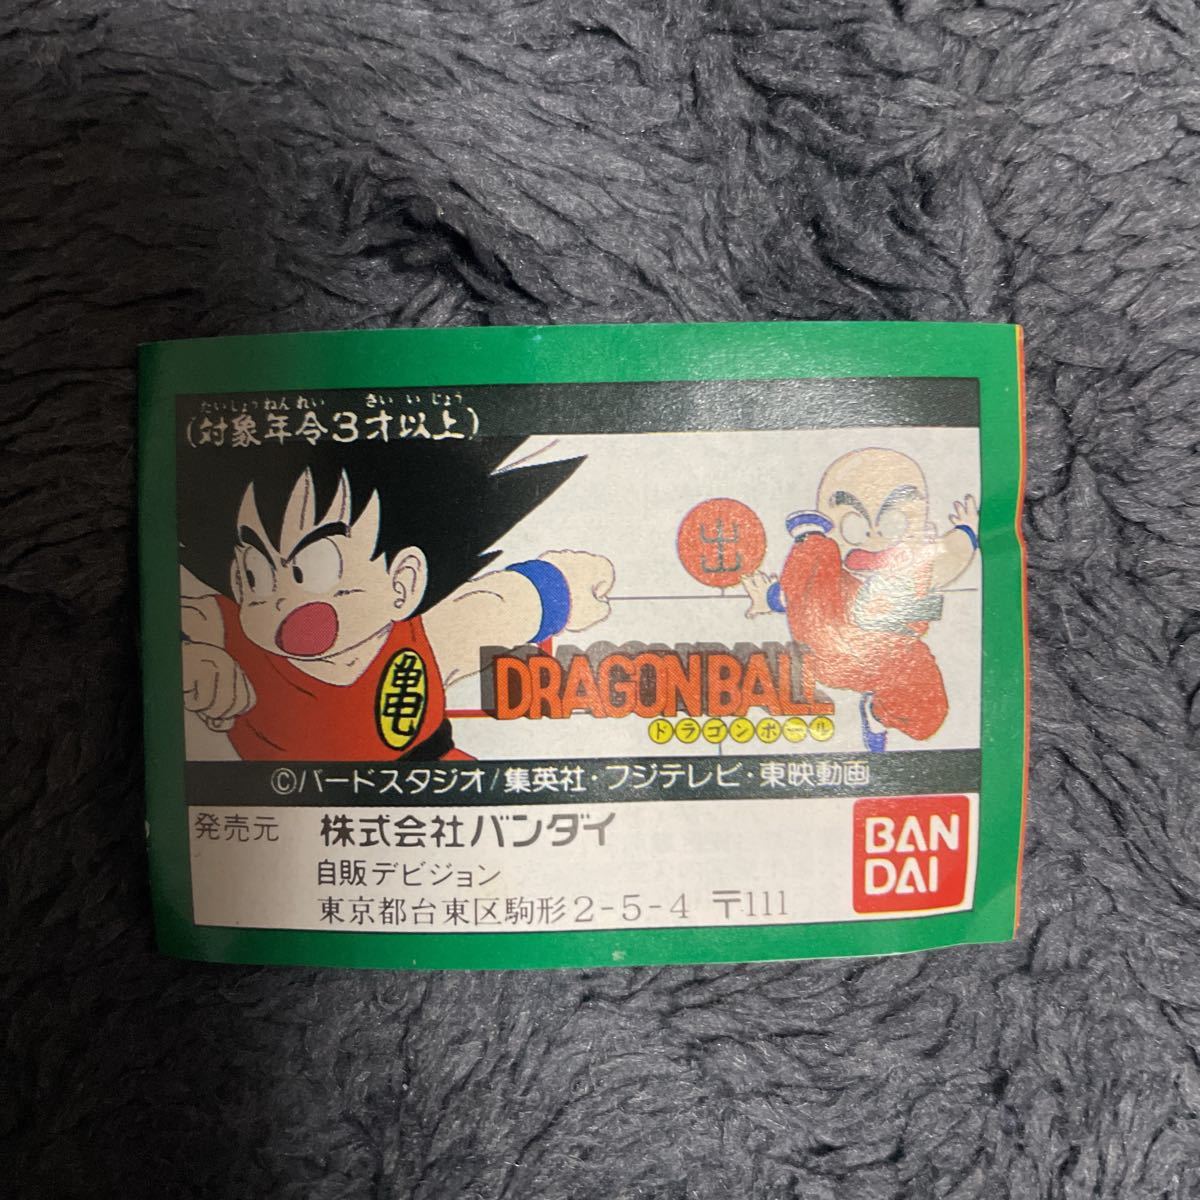 たいしょうねんれい さいいじょう
(対象年令3才以上)
出
亀
DRAGONBALL
ドラゴンボール
©バードスタジオ/集英社・フジテレビ・東映動画
発売元 株式会社バンダイ
自販デビジョン
東京都台東区駒形2-5-4 〒111
BAN
DAI